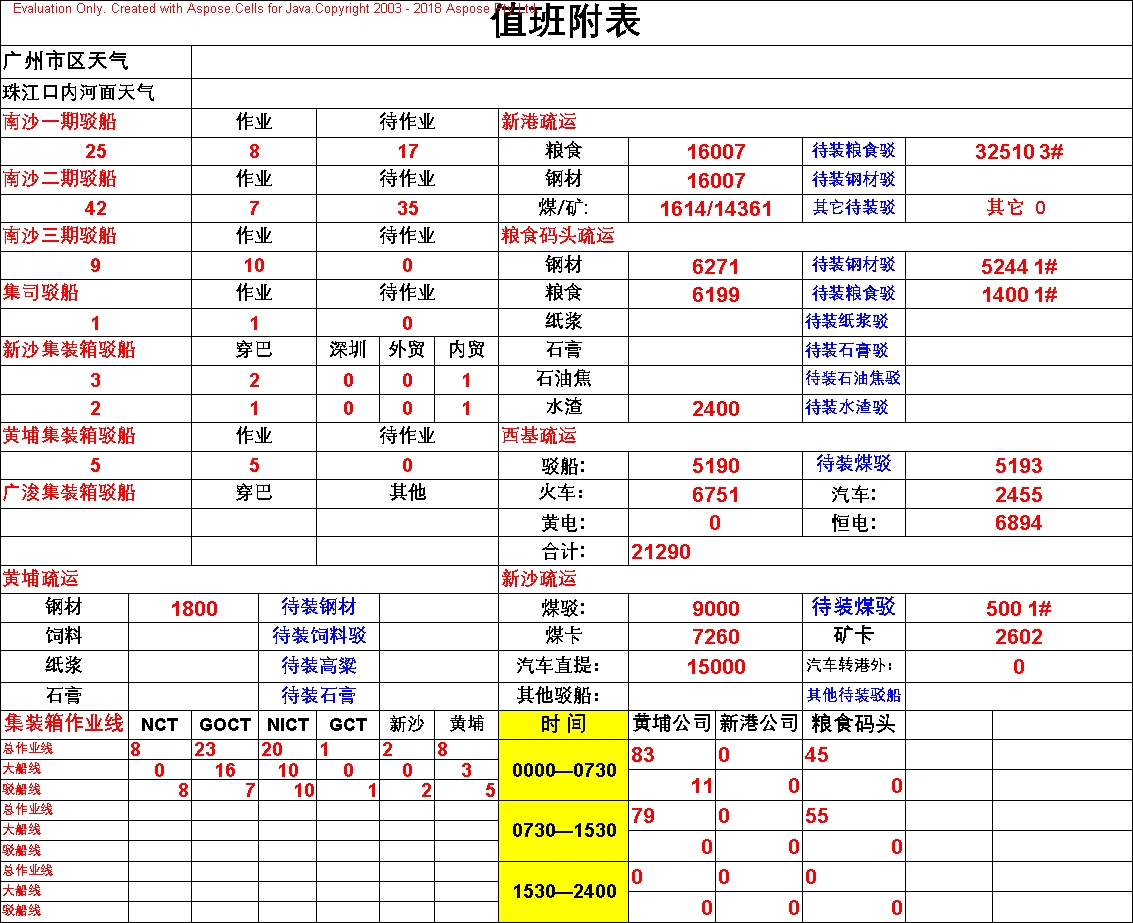 Evaluation Only. Created with Aspose.Cells for Java.Copyright 2003 - 2018 Aspose Pty Ltd.
值班附表
广州市区天气
珠江口内河面天气
南沙一期驳船 作业 待作业 新港疏运
25 8 17 粮食 16007 待装粮食驳 32510 3#
南沙二期驳船 作业 待作业 钢材 16007 待装钢材驳
42 7 35 煤/矿: 1614/14361 其它待装驳 其它 0
南沙三期驳船 作业 待作业 粮食码头疏运
9 10 0 钢材 6271 待装钢材驳 5244 1#
集司驳船 作业 待作业 粮食 6199 待装粮食驳 1400 1#
1 1 0 纸浆 待装纸浆驳
新沙集装箱驳船 穿巴 深圳 外贸 内贸 石膏 待装石膏驳
3 2 0 0 1 石油焦 待装石油焦驳
2 1 0 0 1 水渣 2400 待装水渣驳
黄埔集装箱驳船 作业 待作业 西基疏运
5 5 0 驳船: 5190 待装煤驳 5193
广浚集装箱驳船 穿巴 其他 火车: 6751 汽车: 2455
黄电: 0 恒电: 6894
合计: 21290
黄埔疏运 新沙疏运
钢材 1800 待装钢材 煤驳: 9000 待装煤驳 500 1#
饲料 待装饲料驳 煤卡 7260 矿卡 2602
纸浆 待装高粱 汽车直提: 15000 汽车转港外: 0
石膏 待装石膏 其他驳船: 其他待装驳船
集装箱作业线 NCT GOCT NICT GCT 新沙 黄埔 时 间 黄埔公司 新港公司 粮食码头
总作业线 8 23 20 1 2 8 0000—0730 83 0 45
大船线 0 16 10 0 0 3
驳船线 8 7 10 1 2 5 11 0 0
总作业线 0730—1530 79 0 55
大船线
驳船线 0 0 0
总作业线 1530—2400 0 0 0
大船线
驳船线 0 0 0